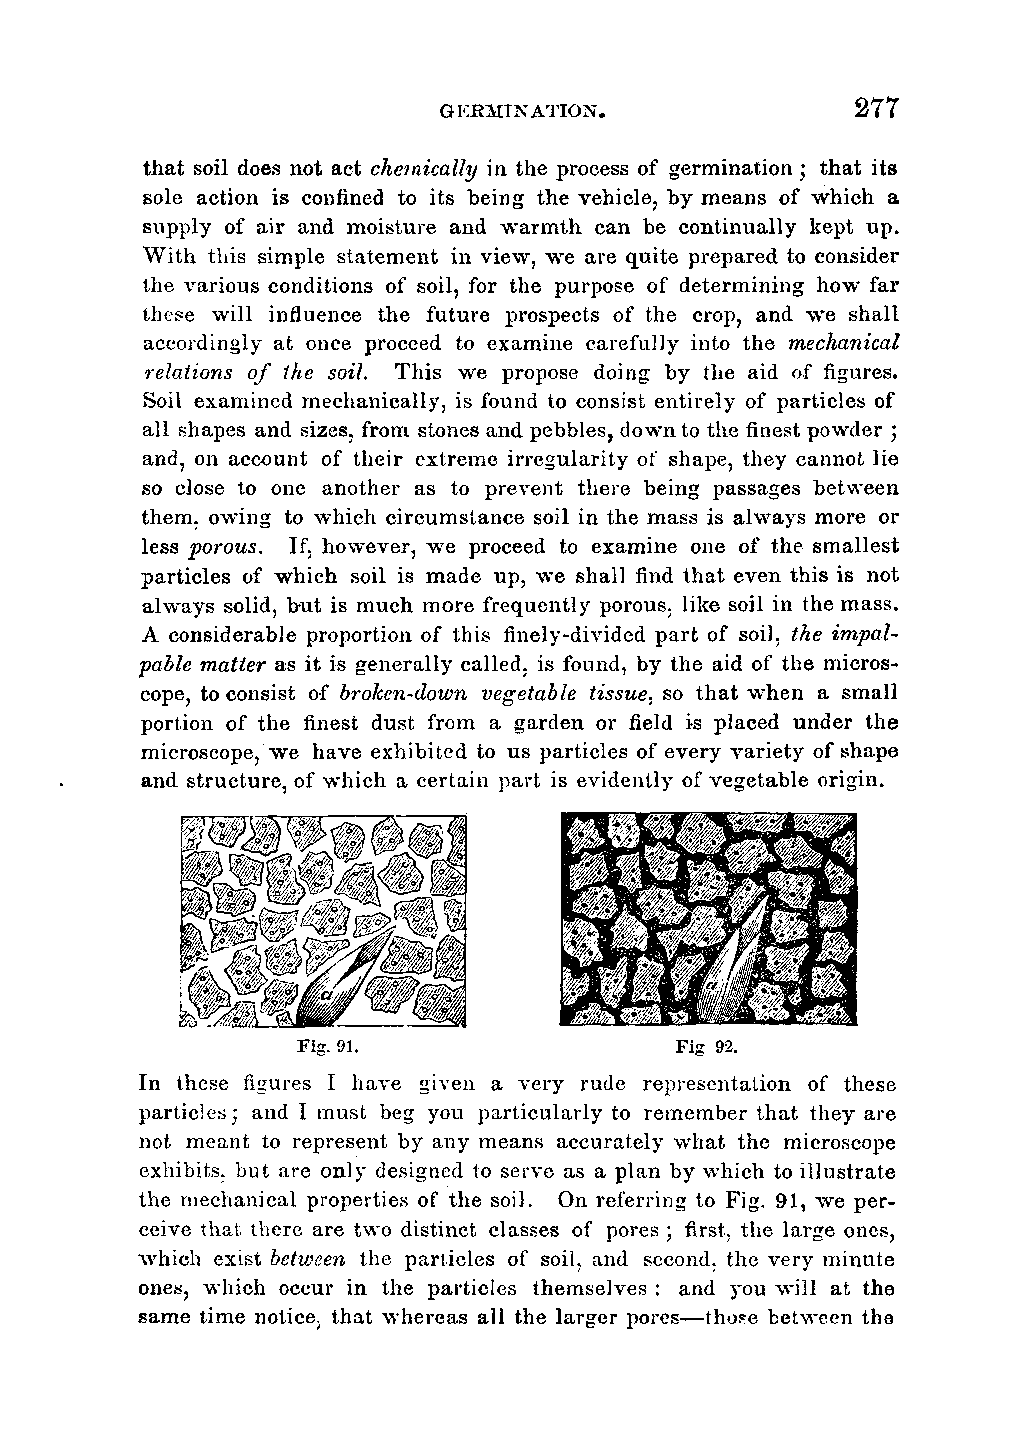 GERMINATION. 277
that soil does not act chemically in the process of germination ; that its
sole action is confined to its being the vehicle, by means of which a
supply of air and moisture and warmth can be continually kept up.
With this simple statement in view, we are quite prepared to consider
the various conditions of soil, for the purpose of determining how far
these will influence the future prospects of the crop, and we shall
accordingly at once proceed to examine carefully into the mechanical
relations of the soil. This we propose doing by the aid of figures.
Soil examined mechanically, is found to consist entirely of particles of
all shapes and sizes, from stones and pebbles, down to the finest powder ;
and, on account of their extreme irregularity of shape, they cannot lie
so close to one another as to prevent there being passages between
them, owing to which circumstance soil in the mass is always more or
less porous. If, however, we proceed to examine one of the smallest
particles of which soil is made up, we shall find that even this is not
always solid, but is much more frequently porous, like soil in the mass.
A considerable proportion of this finely-divided part of soil, the impal-
pable matter as it is generally called, is found, by the aid of the micros-
cope, to consist of broken-down vegetable tissue, so that when a small
portion of the finest dust from a garden or field is placed under the
microscope, we have exhibited to us particles of every variety of shape
and structure, of which a certain part is evidently of vegetable origin.
a
a
Fig. 91.
Fig 92.
In these figures I have given a very rude representation of these
particles ; and I must beg you particularly to remember that they are
not meant to represent by any means accurately what the microscope
exhibits, but are only designed to serve as a plan by which to illustrate
the mechanical properties of the soil. On referring to Fig. 91, we per-
ceive that there are two distinct classes of pores ; first, the large ones,
which exist between the particles of soil, and second, the very minute
ones, which occur in the particles themselves : and you will at the
same time notice, that whereas all the larger pores—those between the